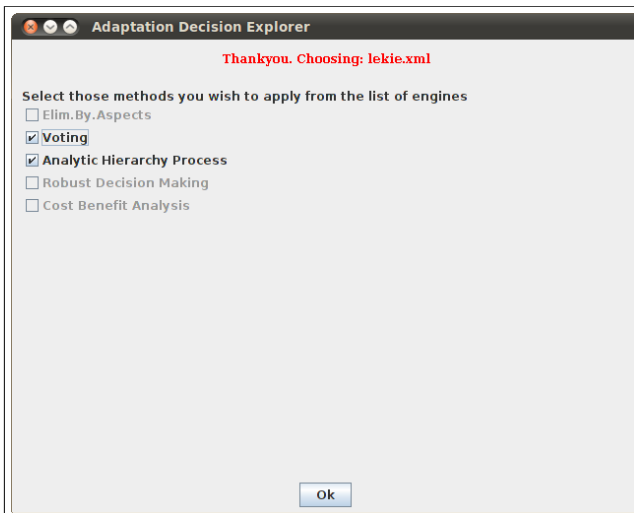 Adaptation Decision Explorer
Thankyou. Choosing: lekie.xml
Select those methods you wish to apply from the list of engines
Elim.By.Aspects
Voting
Analytic Hierarchy Process
Robust Decision Making
Cost Benefit Analysis
Ok